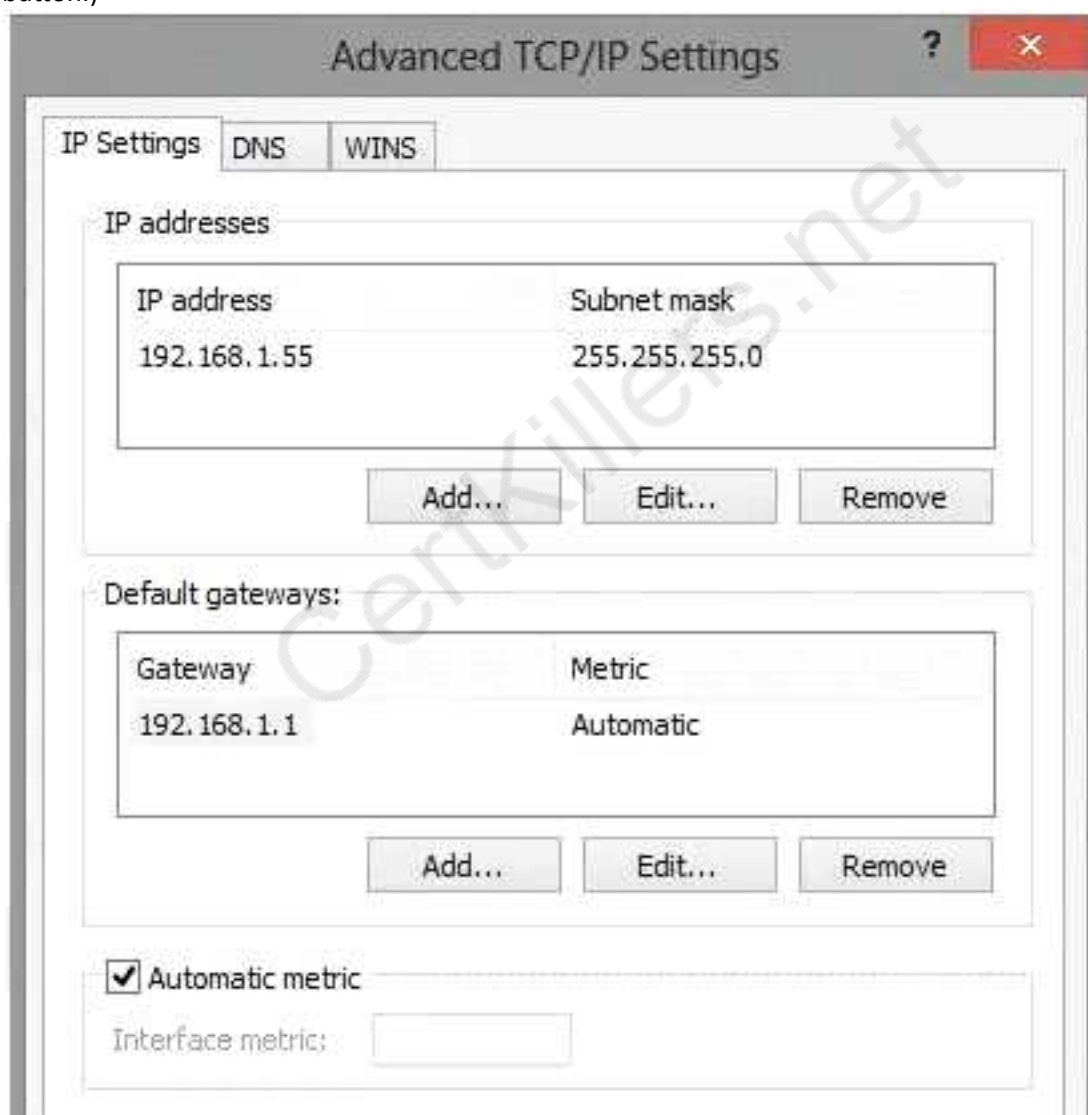 Advanced TCP/IP Settings ? ×
IP Settings DNS WINS
IP addresses
IP address Subnet mask
192.168.1.55 255.255.255.0
Add... Edit... Remove
Default gateways:
Gateway Metric
192.168.1.1 Automatic
Add... Edit... Remove
Automatic metric
Interface metric:
CertKillers.net